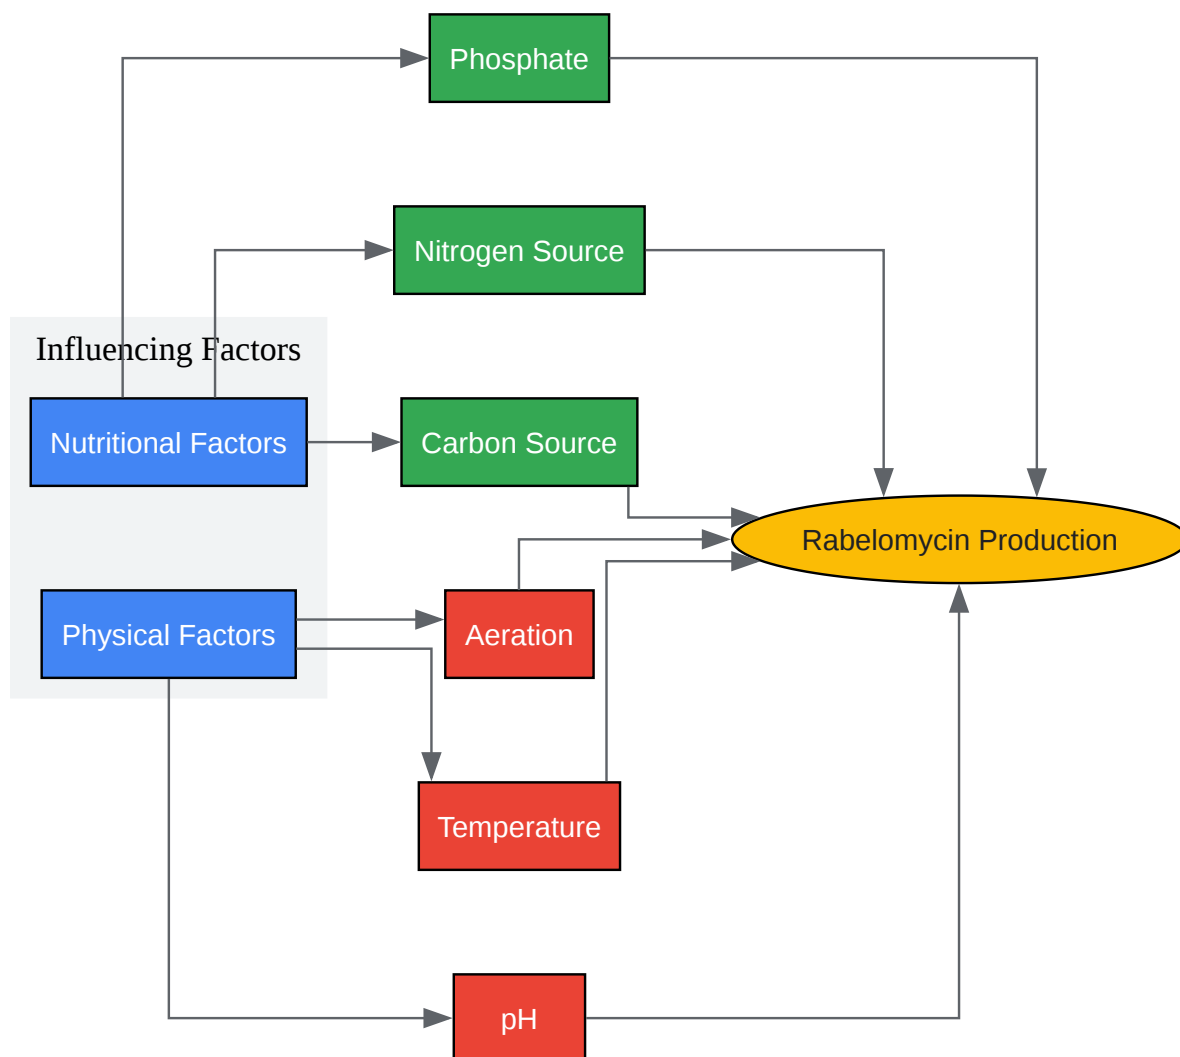 Phosphate
Nitrogen Source
Influencing Factors
Nutritional Factors
Carbon Source
Rabelomycin Production
Physical Factors
Aeration
Temperature
pH